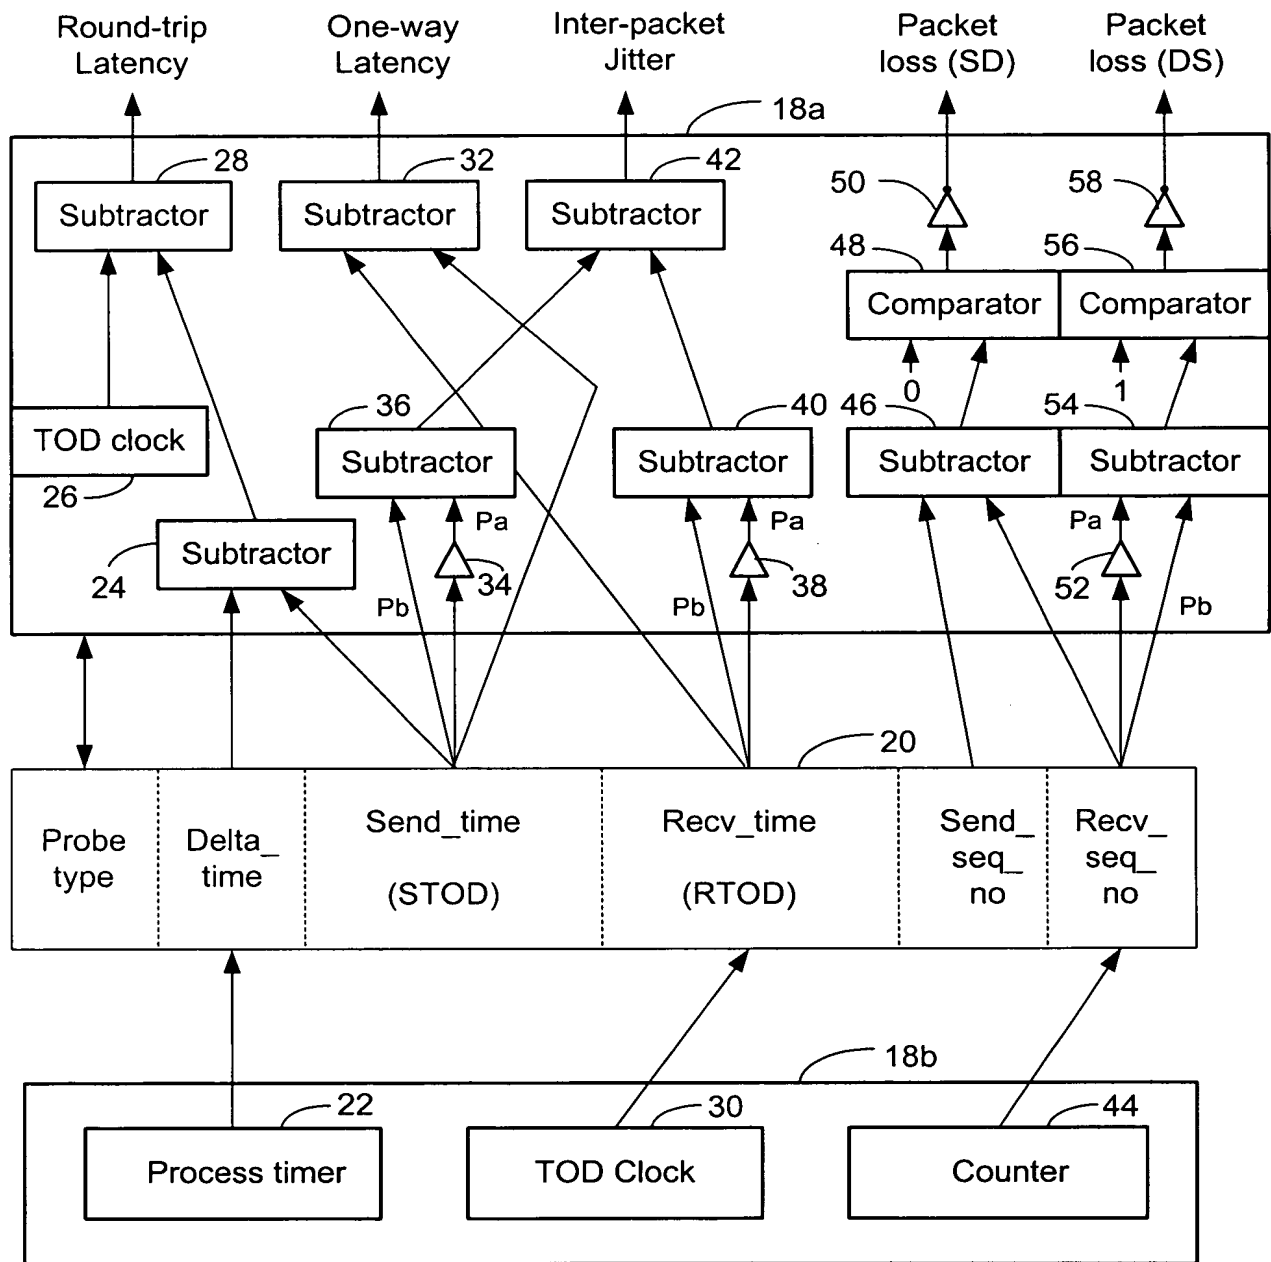 Round-trip
Latency
One-way
Latency
Inter-packet
Jitter
Packet
loss (SD)
Packet
loss (DS)
18a
28
32
42
50
58
Subtractor
Subtractor
Subtractor
48
56
Comparator
Comparator
0
1
36
40
46
54
TOD clock
26
Subtractor
Subtractor
Subtractor
Subtractor
Pa
Pa
Pa
Subtractor
24
34
38
52
Pb
Pb
Pb
20
Probe
type
Delta_
time
Send_time
(STOD)
Recv_time
(RTOD)
Send_
seq_
no
Recv_
seq_
no
18b
22
30
44
Process timer
TOD Clock
Counter